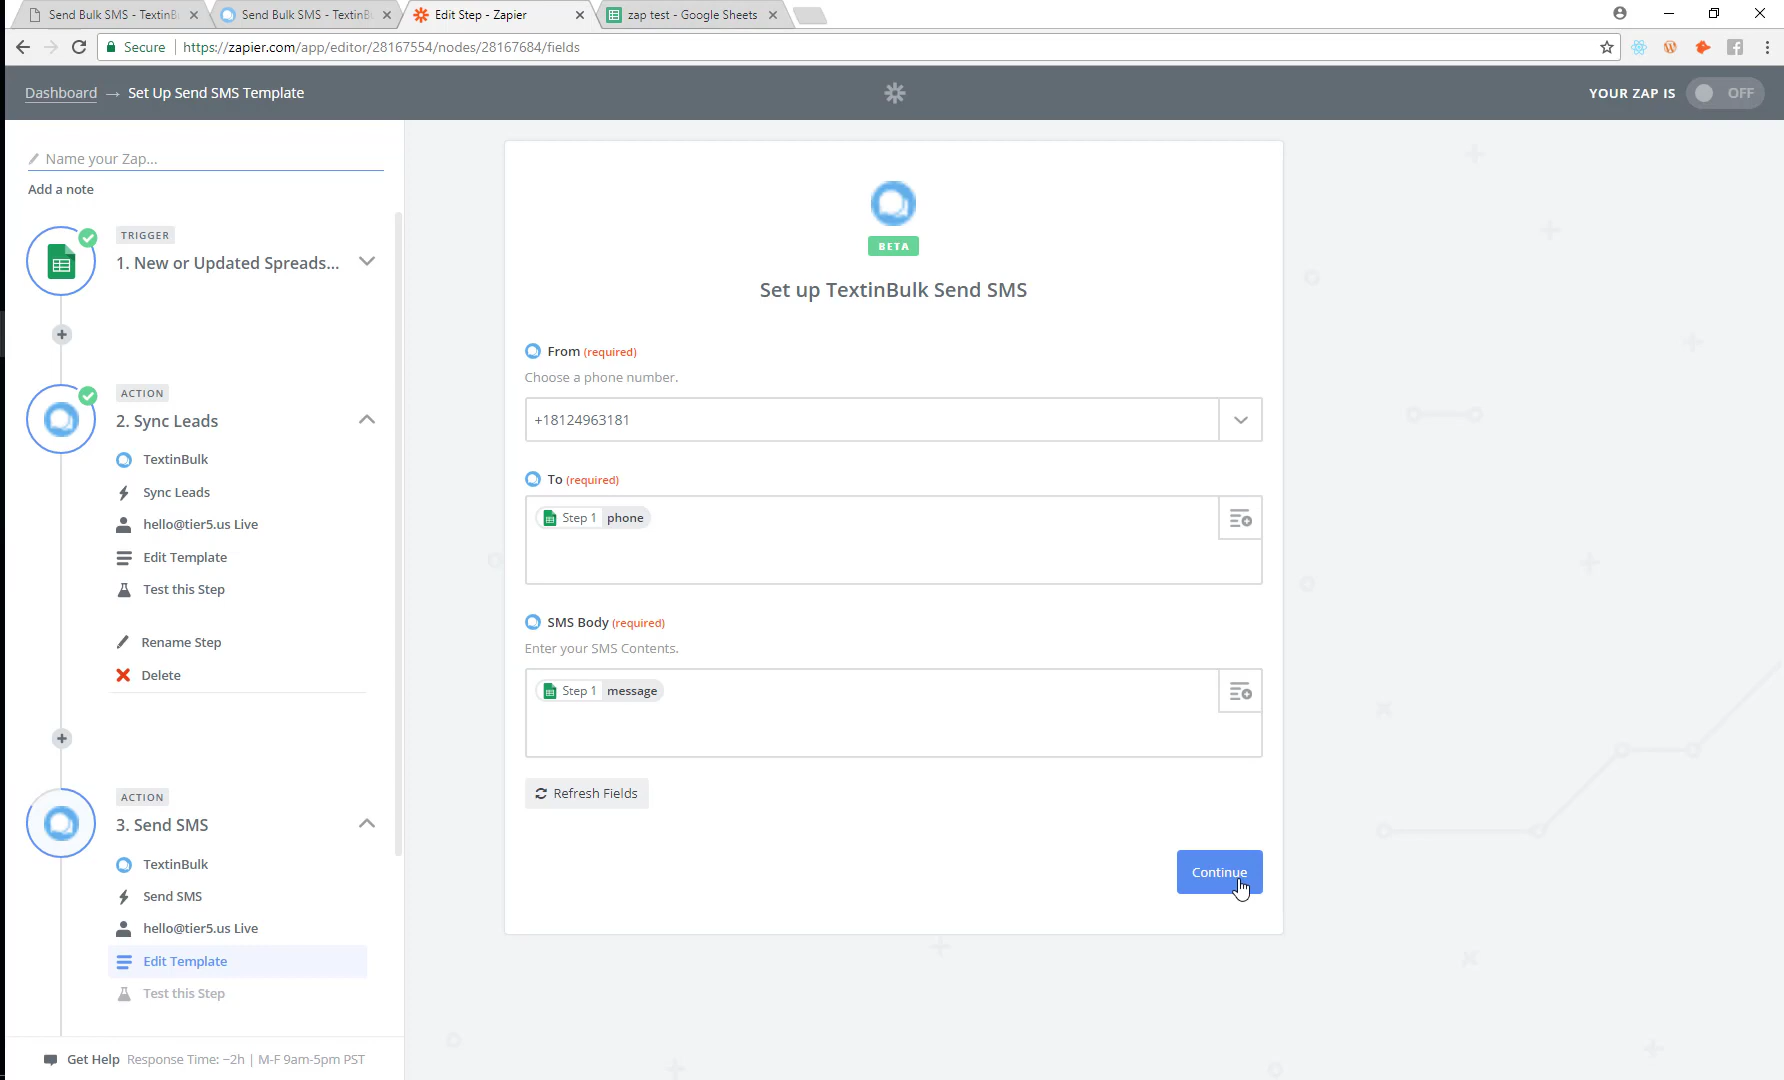 Send Bulk SMS - TextinBu
Send Bulk SMS - TextinBu
Edit Step - Zapier
zap test - Google Sheets
Secure
https://zapier.com/app/editor/28167554/nodes/28167684/fields
Dashboard → Set Up Send SMS Template
YOUR ZAP IS OFF
Name your Zap...
Add a note
TRIGGER
1. New or Updated Spreads...
ACTION
2. Sync Leads
TextinBulk
Sync Leads
hello@tier5.us Live
Edit Template
Test this Step
Rename Step
Delete
ACTION
3. Send SMS
TextinBulk
Send SMS
hello@tier5.us Live
Edit Template
Test this Step
Get Help Response Time: ~2h | M-F 9am-5pm PST
BETA
Set up TextinBulk Send SMS
From (required)
Choose a phone number.
+18124963181
To (required)
Step 1 phone
SMS Body (required)
Enter your SMS Contents.
Step 1 message
Refresh Fields
Continue